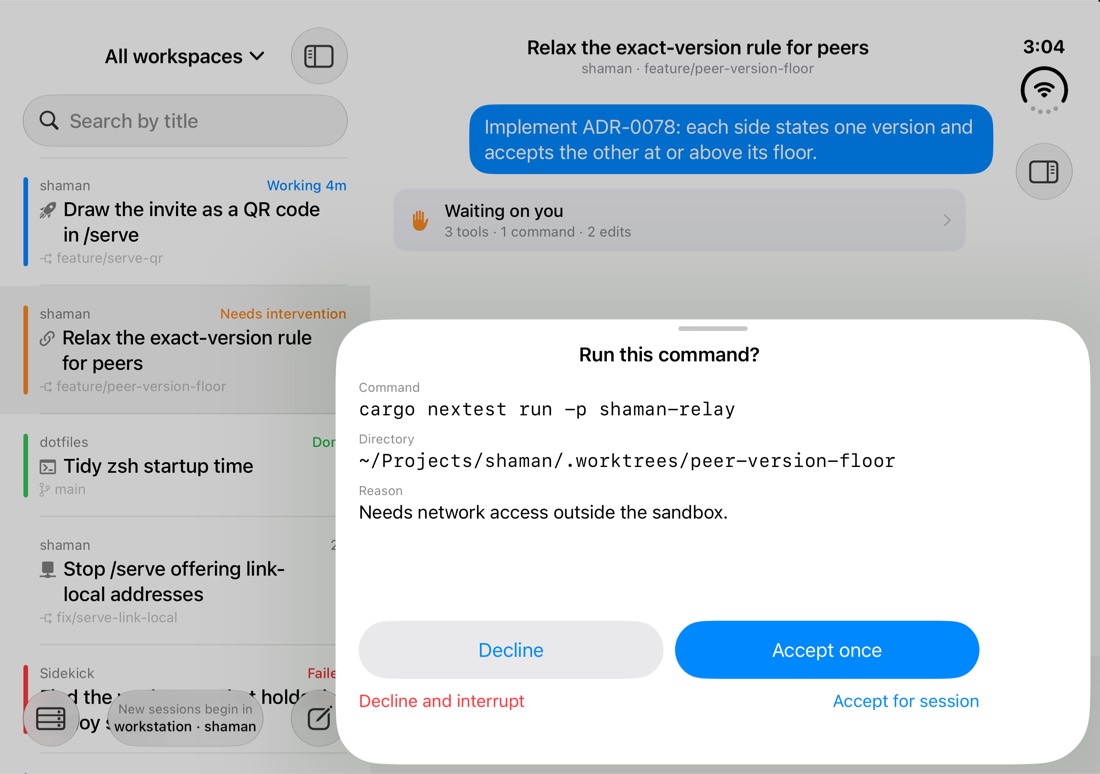 All workspaces
Search by title
shaman
Working 4m
Draw the invite as a QR code
in /serve
feature/serve-qr
shaman
Needs intervention
Relax the exact-version rule
for peers
feature/peer-version-floor
dotfiles
Tidy zsh startup time
main
shaman
Stop /serve offering link-
local addresses
fix/serve-link-local
Sidekick
the
New sessions begin in
workstation · shaman
Relax the exact-version rule for peers
shaman · feature/peer-version-floor
3:04
Implement ADR-0078: each side states one version and
accepts the other at or above its floor.
Waiting on you
3 tools · 1 command · 2 edits
Run this command?
Command
cargo nextest run -p shaman-relay
Directory
~/Projects/shaman/.worktrees/peer-version-floor
Reason
Needs network access outside the sandbox.
Decline
Accept once
Decline and interrupt
Accept for session